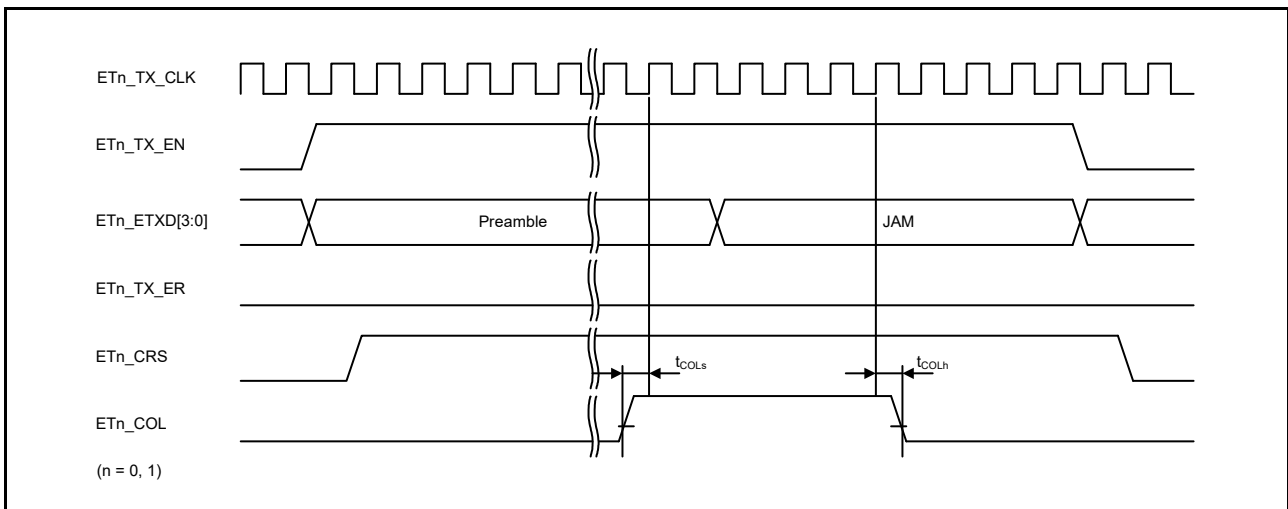 ETn_TX_CLK
ETn_TX_EN
ETn_ETXD[3:0]
Preamble
JAM
ETn_TX_ER
ETn_CRS
tCOLs
tCOLh
ETn_COL
(n = 0, 1)